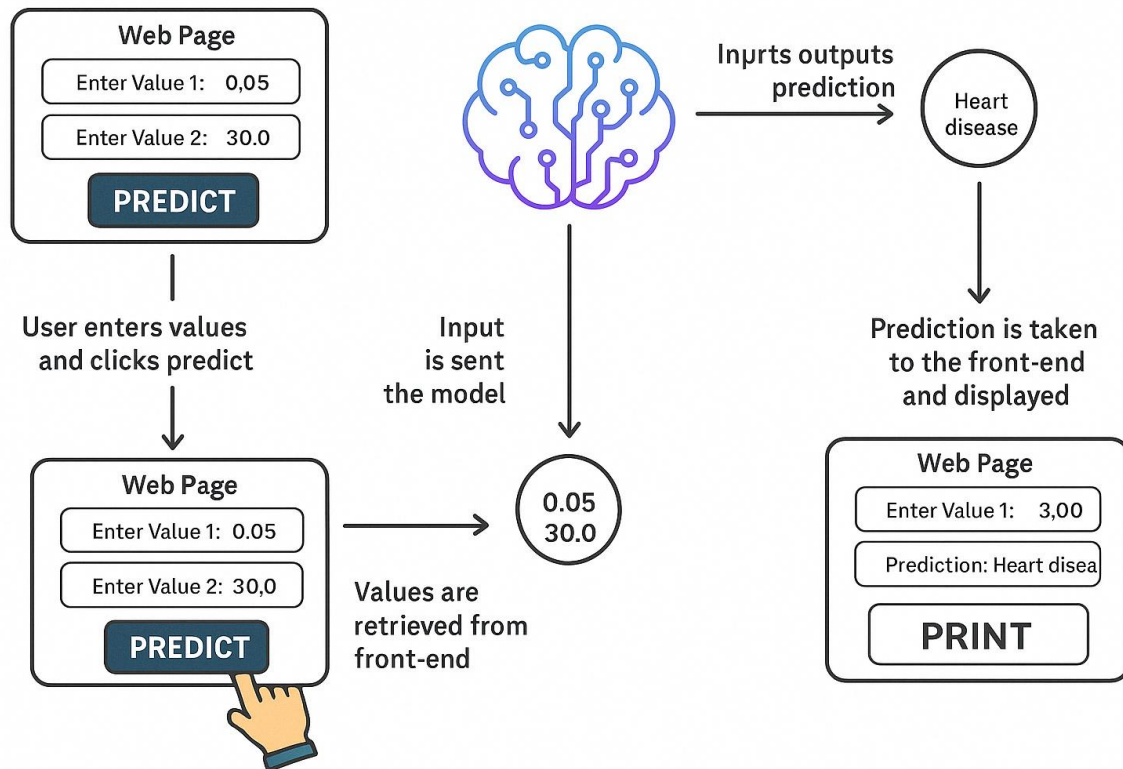 Web Page
Enter Value 1: 0,05
Enter Value 2: 30.0
PREDICT
User enters values
and clicks predict
Web Page
Enter Value 1: 0.05
Enter Value 2: 30,0
PREDICT
Values are
retrieved from
front-end
Input
is sent
the model
0.05
30.0
Inµrts outputs
prediction
Heart
disease
Prediction is taken
to the front-end
and displayed
Web Page
Enter Value 1: 3,00
Prediction: Heart disea
PRINT